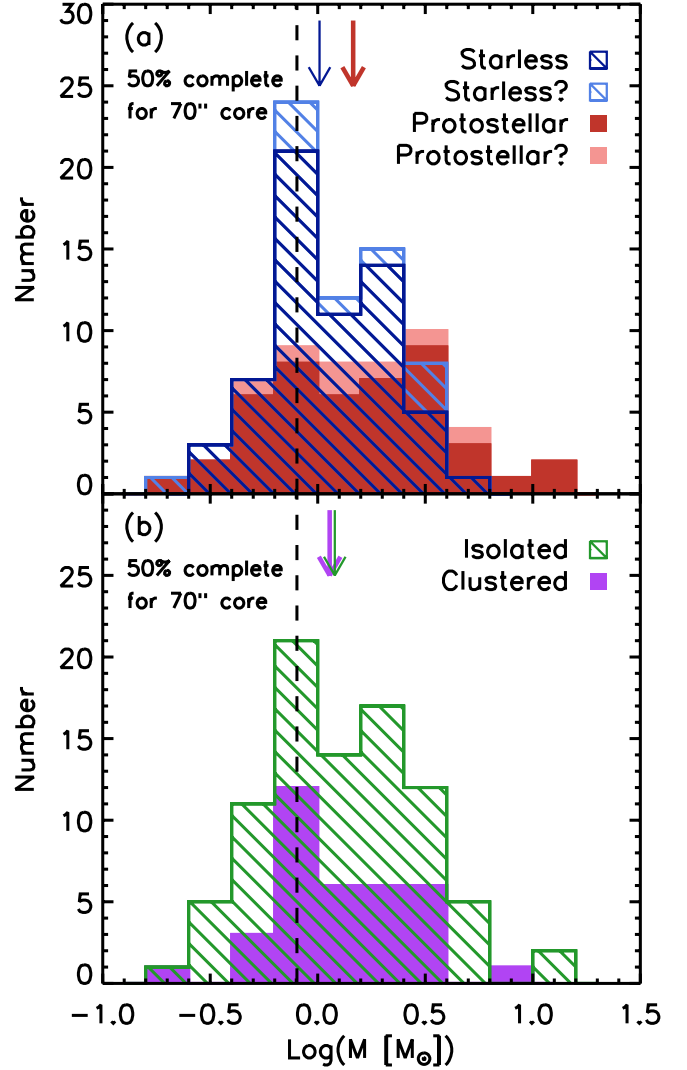 30
(a)
Starless
50% complete
for 70" core
25
Starless?
Protostellar
Protostellar?
20
15
Number
10
5
0
(b)
Isolated
50% complete
for 70" core
25
Clustered
20
15
Number
10
5
0
-1.0 -0.5 0.0 0.5 1.0 1.5
Log(M [M⊙])